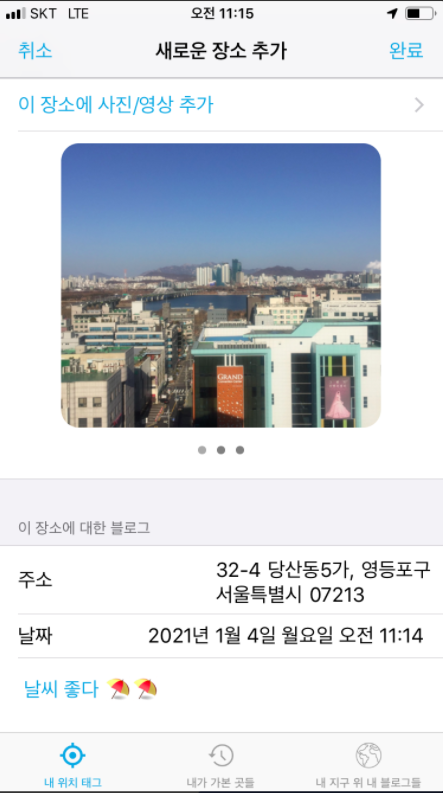 SKT LTE 오전 11:15
취소 새로운 장소 추가 완료
이 장소에 사진/영상 추가
GRAND
이 장소에 대한 블로그
주소 32-4 당산동5가, 영등포구
서울특별시 07213
날짜 2021년 1월 4일 월요일 오전 11:14
날씨 좋다 ⛱️⛱️
내 위치 태그 내가 가본 곳들 내 지구 위 내 블로그들